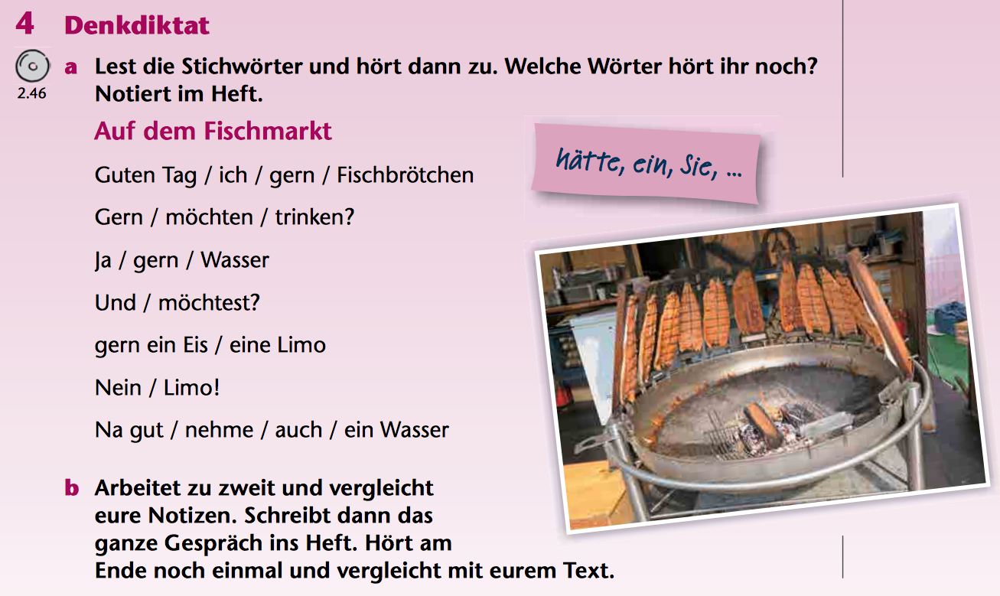 4 Denkdiktat
a Lest die Stichwörter und hört dann zu. Welche Wörter hört ihr noch?
2.46
Notiert im Heft.
Auf dem Fischmarkt
hätte, ein, Sie, ...
Guten Tag / ich / gern / Fischbrötchen
Gern / möchten / trinken?
Ja / gern / Wasser
Und / möchtest?
gern ein Eis / eine Limo
Nein / Limo!
Na gut / nehme / auch / ein Wasser
b Arbeitet zu zweit und vergleicht
eure Notizen. Schreibt dann das
ganze Gespräch ins Heft. Hört am
Ende noch einmal und vergleicht mit eurem Text.